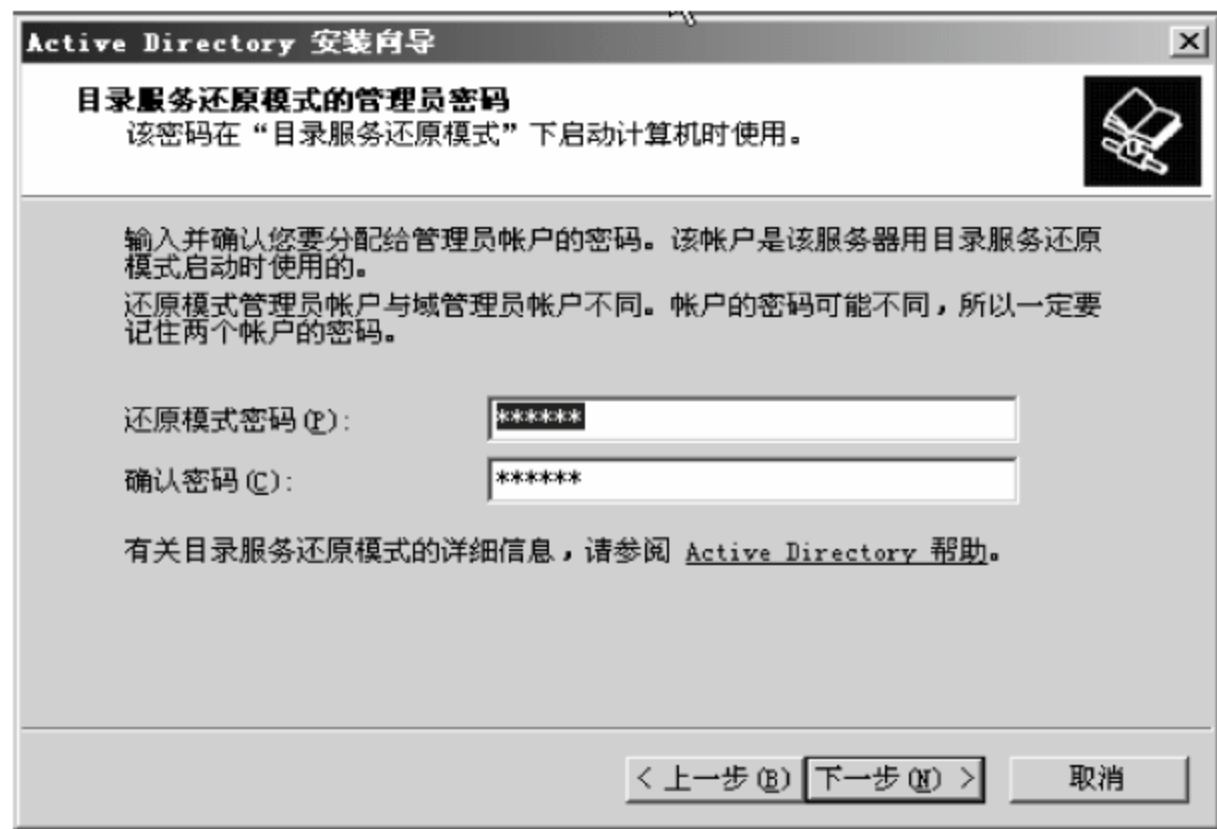 Active Directory 安装向导
目录服务还原模式的管理员密码
该密码在“目录服务还原模式”下启动计算机时使用。
输入并确认您要分配给管理员帐户的密码。该帐户是该服务器用目录服务还原
模式启动时使用的。
还原模式管理员帐户与域管理员帐户不同。帐户的密码可能不同，所以一定要
记住两个帐户的密码。
还原模式密码(P): ******
确认密码(C): ******
有关目录服务还原模式的详细信息，请参阅 Active Directory 帮助。
< 上一步(B) 下一步(N) > 取消